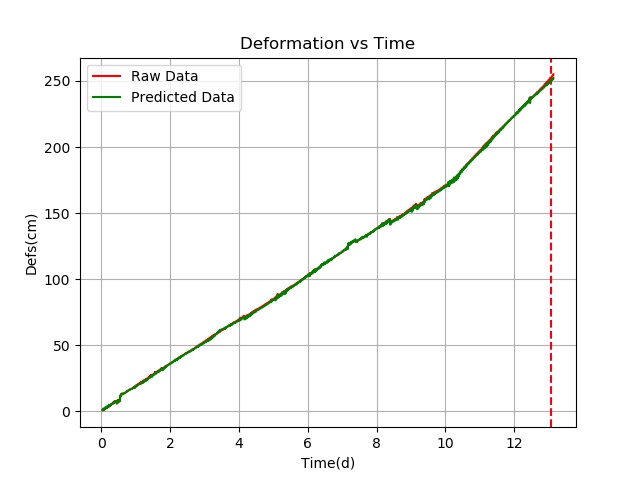 Deformation vs Time
Raw Data
Predicted Data
250
200
150
100
50
0
Defs(cm)
0 2 4 6 8 10 12
Time(d)